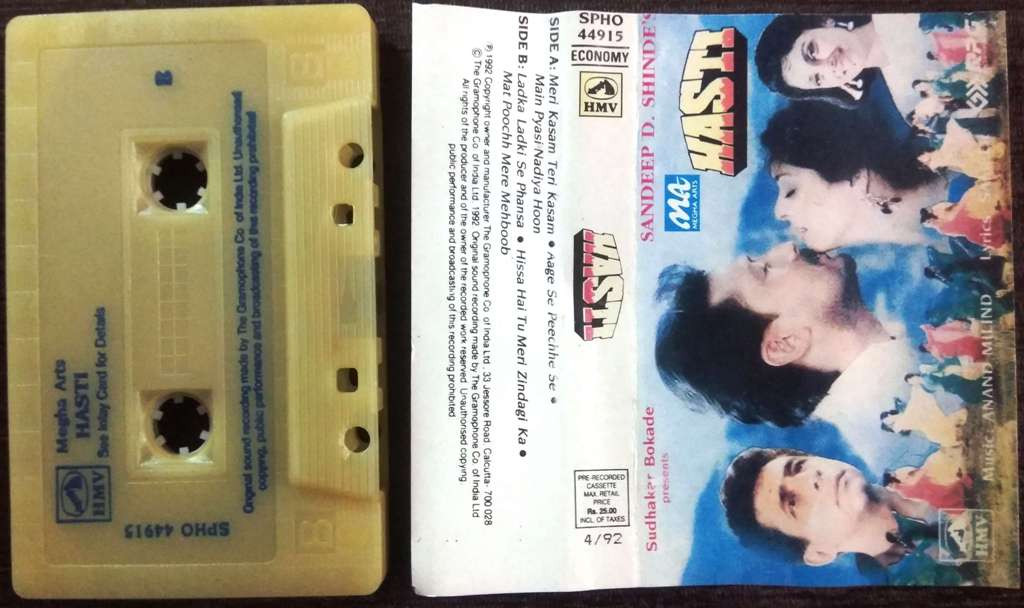 B
HMV
Megha Arts
HASTI
See Inlay Card for Details
SPHO 44915
Original sound recording made by The Gramophone Co. of India Ltd. Unauthorised
copying, public performance and broadcasting of this recording prohibited
B
SIDE A: Meri Kasam Teri Kasam • Aage Se Peechhe Se •
Main Pyasi Nadiya Hoon
SIDE B: Ladka Ladki Se Phansa • Hissa Hai Tu Meri Zindagi Ka •
Mat Poochh Mere Mehboob
℗ 1992 Copyright owner and manufacturer The Gramophone Co. of India Ltd., 33 Jessore Road, Calcutta- 700 028
© The Gramophone Co. of India Ltd. 1992. Original sound recording made by The Gramophone Co. of India Ltd
All rights of the producer and of the owner of the recorded work reserved. Unauthorised copying
public performance and broadcasting of this recording prohibited
SPHO
44915
ECONOMY
HMV
HASTI
PRE-RECORDED
CASSETTE
MAX. RETAIL
PRICE
Rs. 25.00
INCL. OF TAXES
4/92
Sudhakar Bokade
presents
SANDEEP D. SHINDE'S
MA
MEGHA ARTS
HASTI
Music ANAND MILIND
Lyrics
HMV